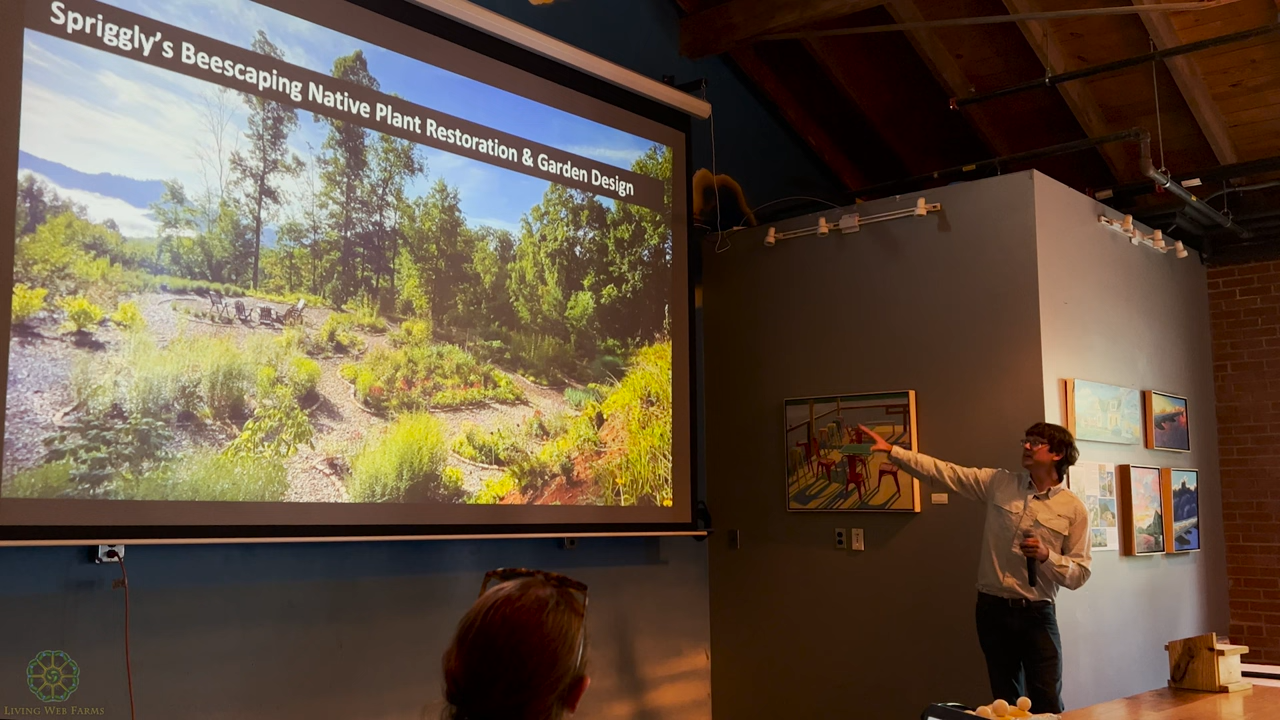 Spriggly's Beescaping Native Plant Restoration & Garden Design
LIVING WEB FARMS